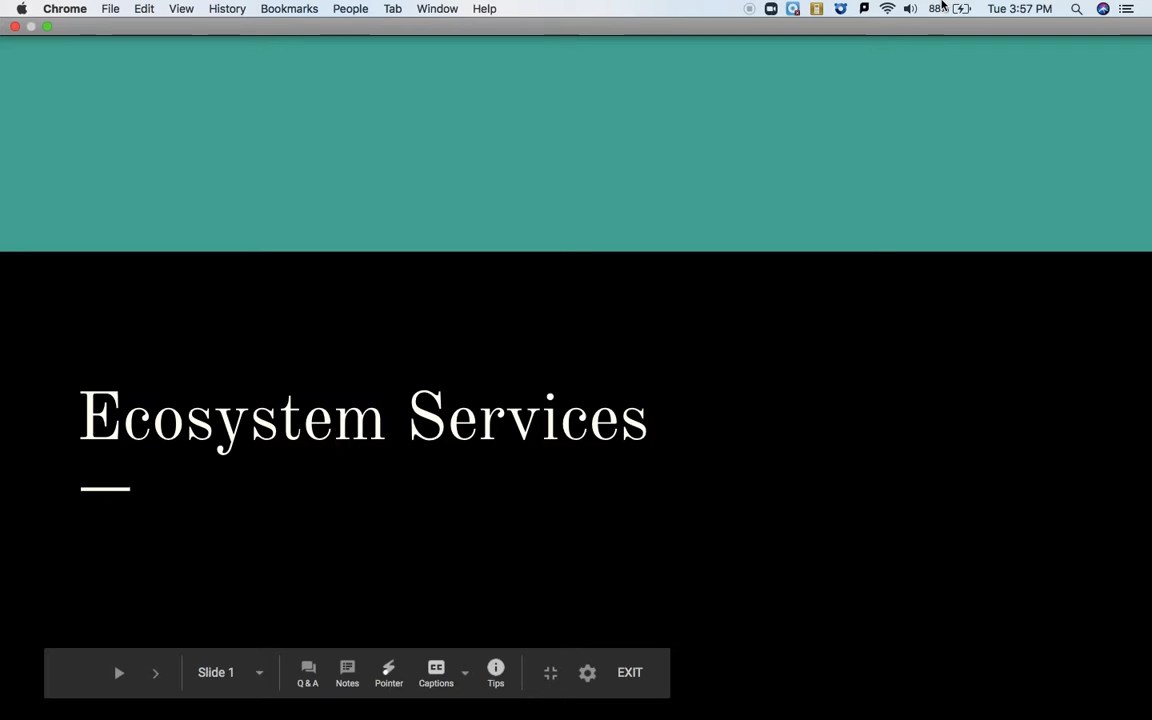 Chrome File Edit View History Bookmarks People Tab Window Help 88% Tue 3:57 PM
Ecosystem Services
Slide 1 Q & A Notes Pointer CC Captions Tips EXIT